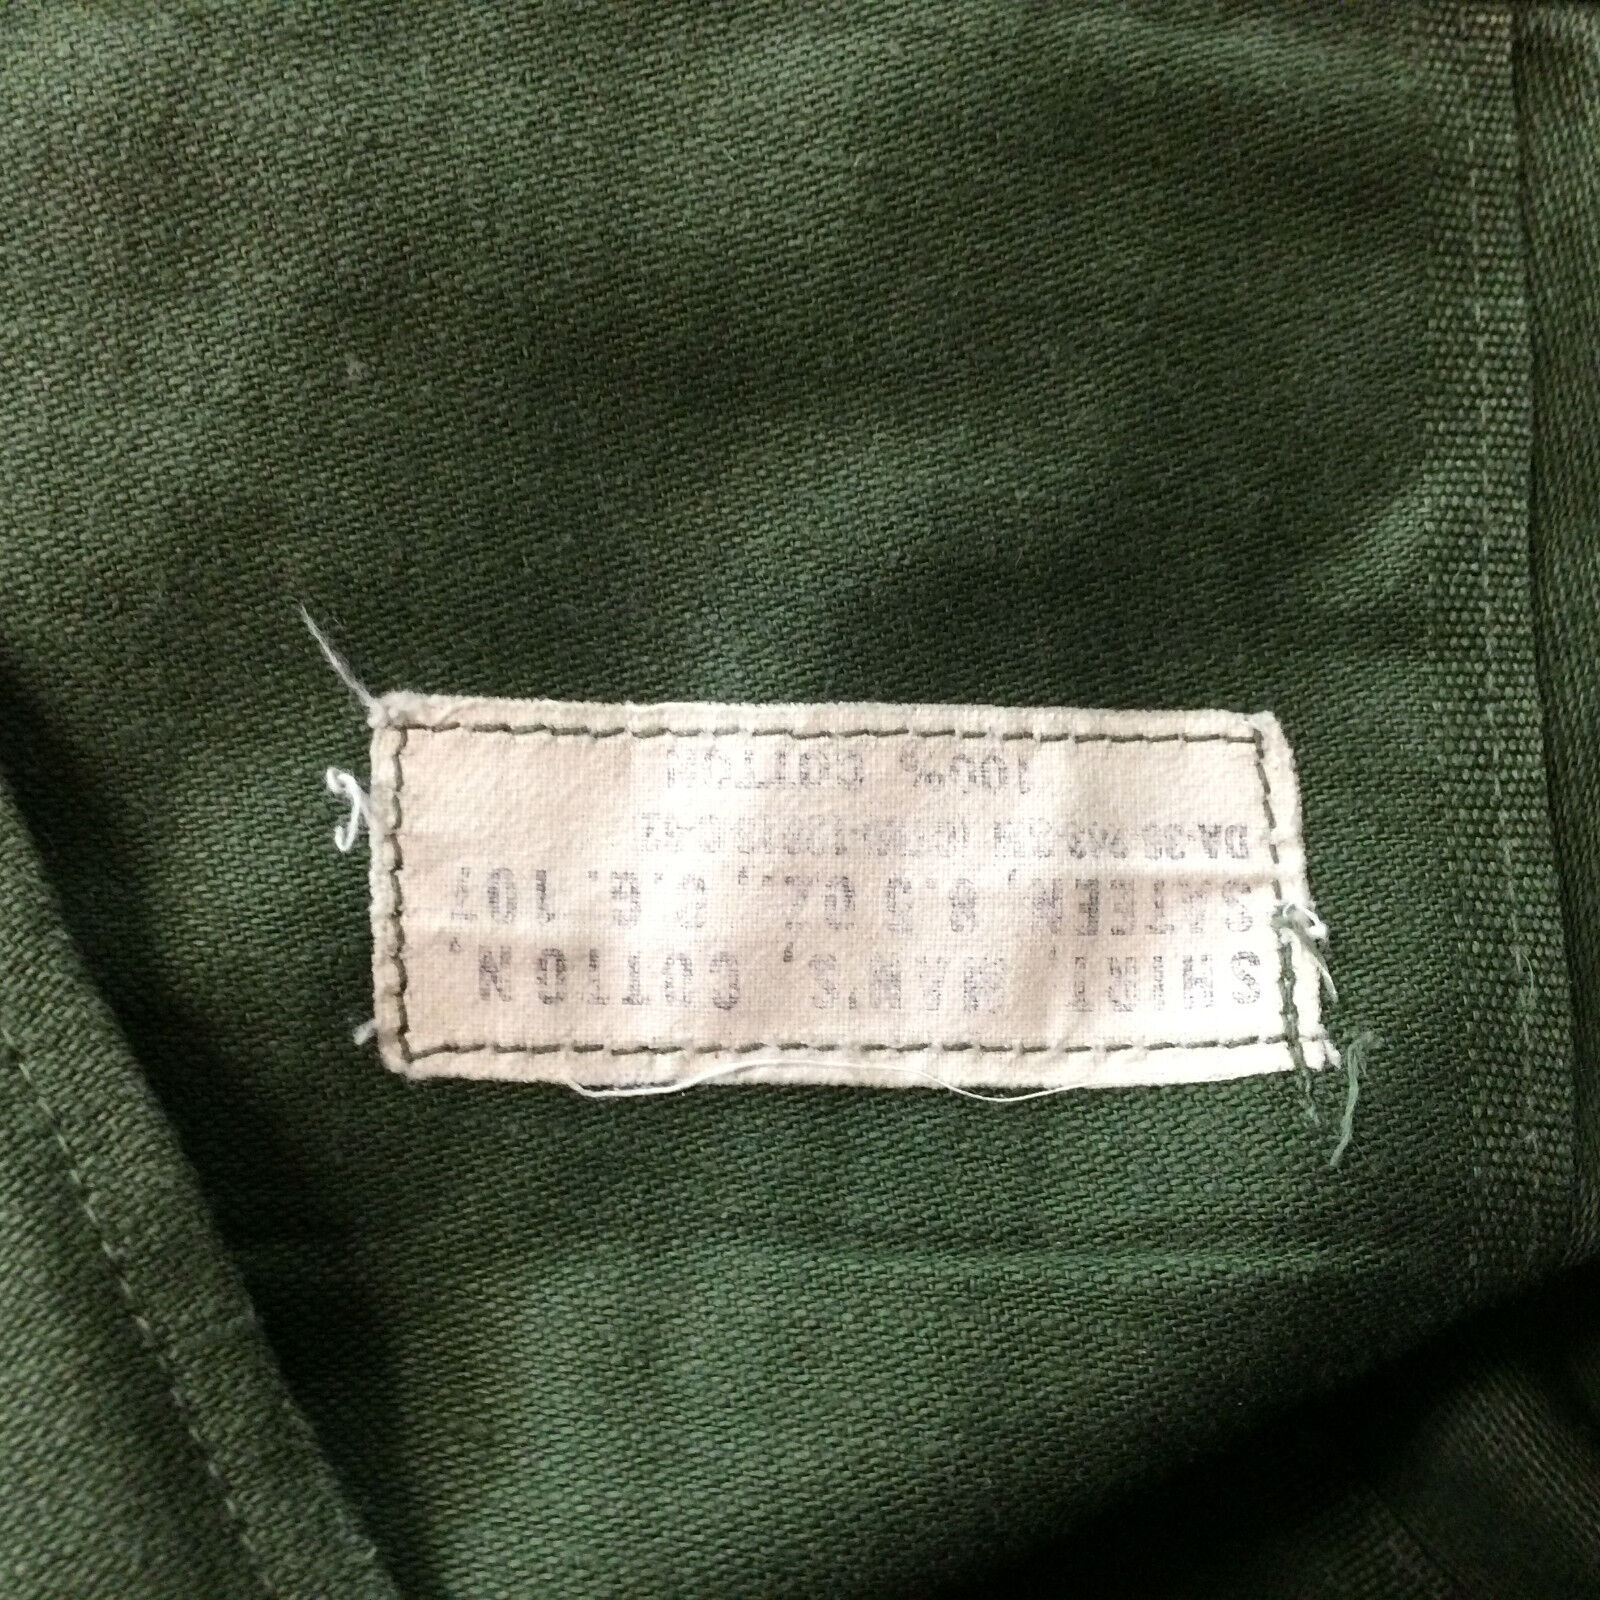 SHIRT, MAN'S, COTTON,
SATEEN, 8.5 OZ., O.G. 107
100% COTTON